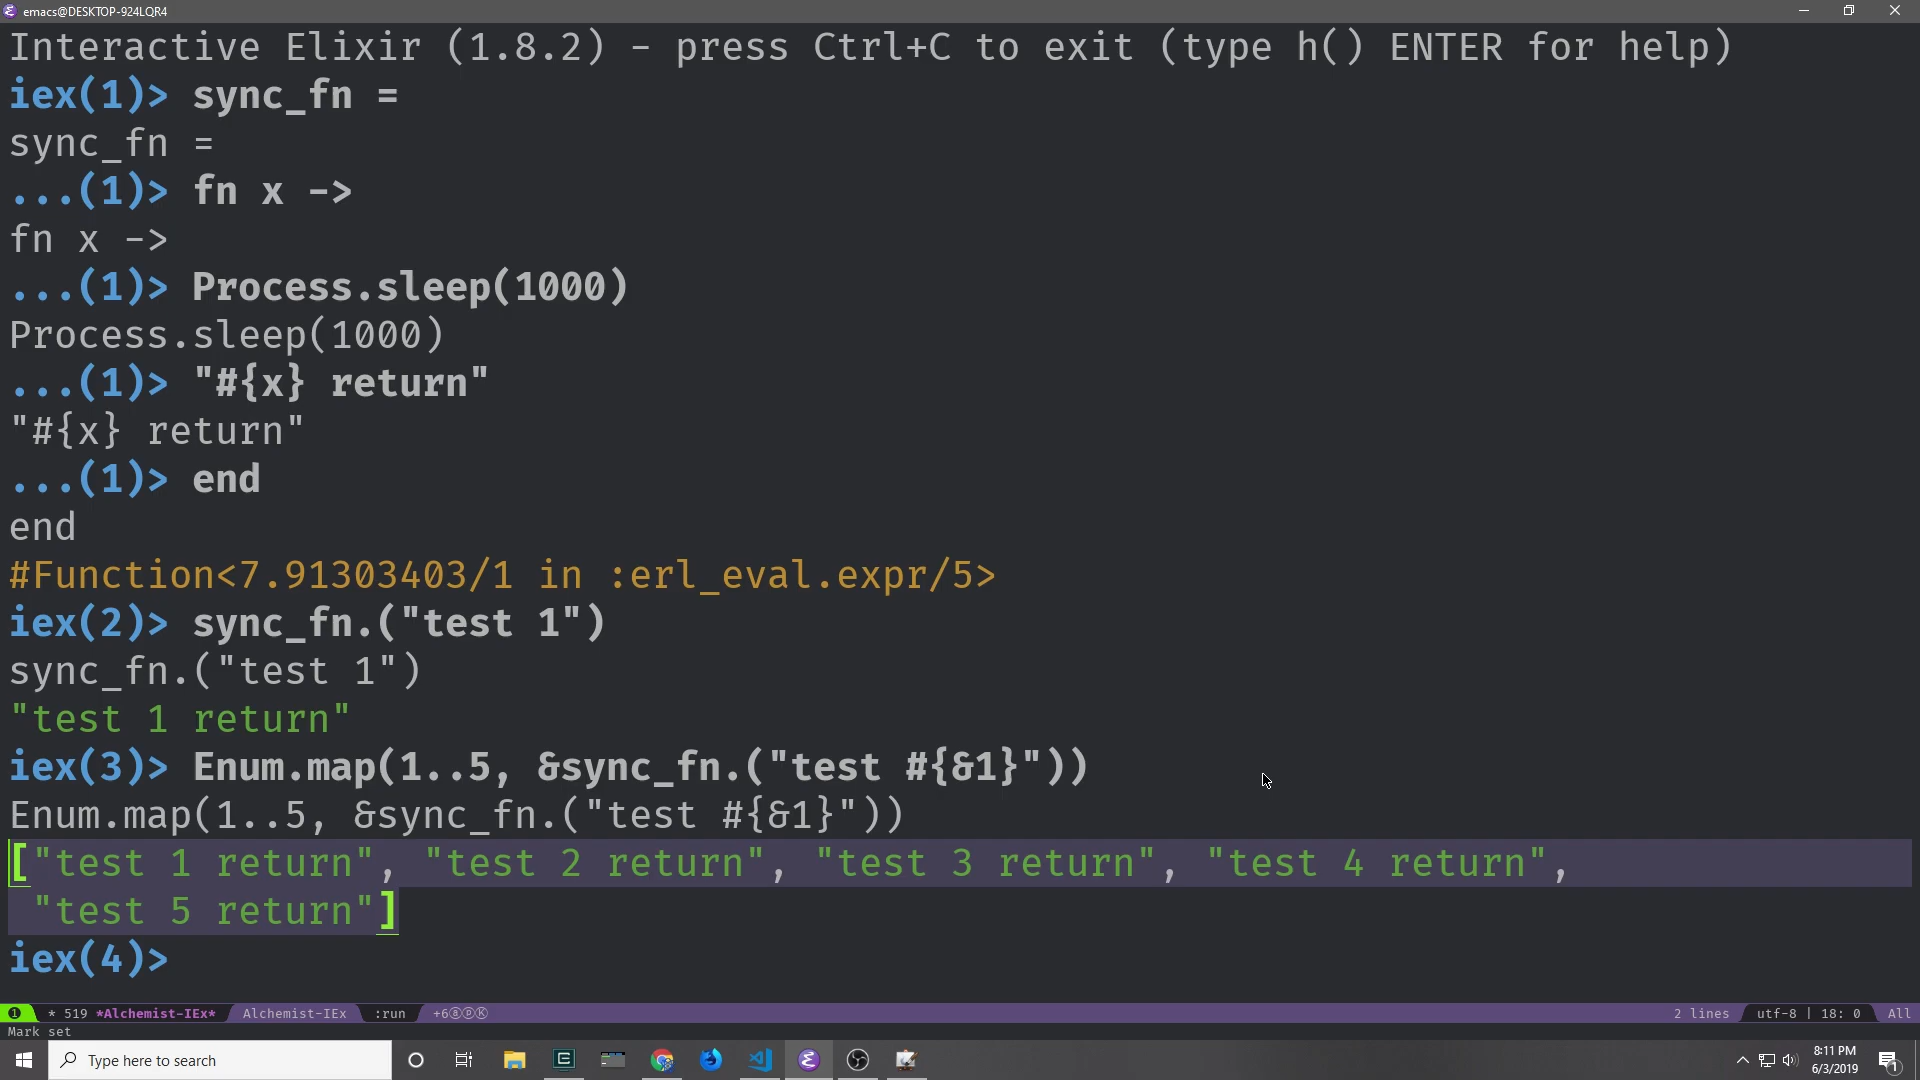 emacs@DESKTOP-924LQR4
Interactive Elixir (1.8.2) - press Ctrl+C to exit (type h() ENTER for help)
iex(1)> sync_fn =
sync_fn =
...(1)> fn x ->
fn x ->
...(1)> Process.sleep(1000)
Process.sleep(1000)
...(1)> "#{x} return"
"#{x} return"
...(1)> end
end
#Function<7.91303403/1 in :erl_eval.expr/5>
iex(2)> sync_fn.("test 1")
sync_fn.("test 1")
"test 1 return"
iex(3)> Enum.map(1..5, &sync_fn.("test #{&1}"))
Enum.map(1..5, &sync_fn.("test #{&1}"))
["test 1 return", "test 2 return", "test 3 return", "test 4 return",
"test 5 return"]
iex(4)>
❶ * 519 *Alchemist-IEx* Alchemist-IEx :run +6ⓐⓟⓀ 2 lines utf-8 | 18: 0 All
Mark set
Type here to search
8:11 PM
6/3/2019
1